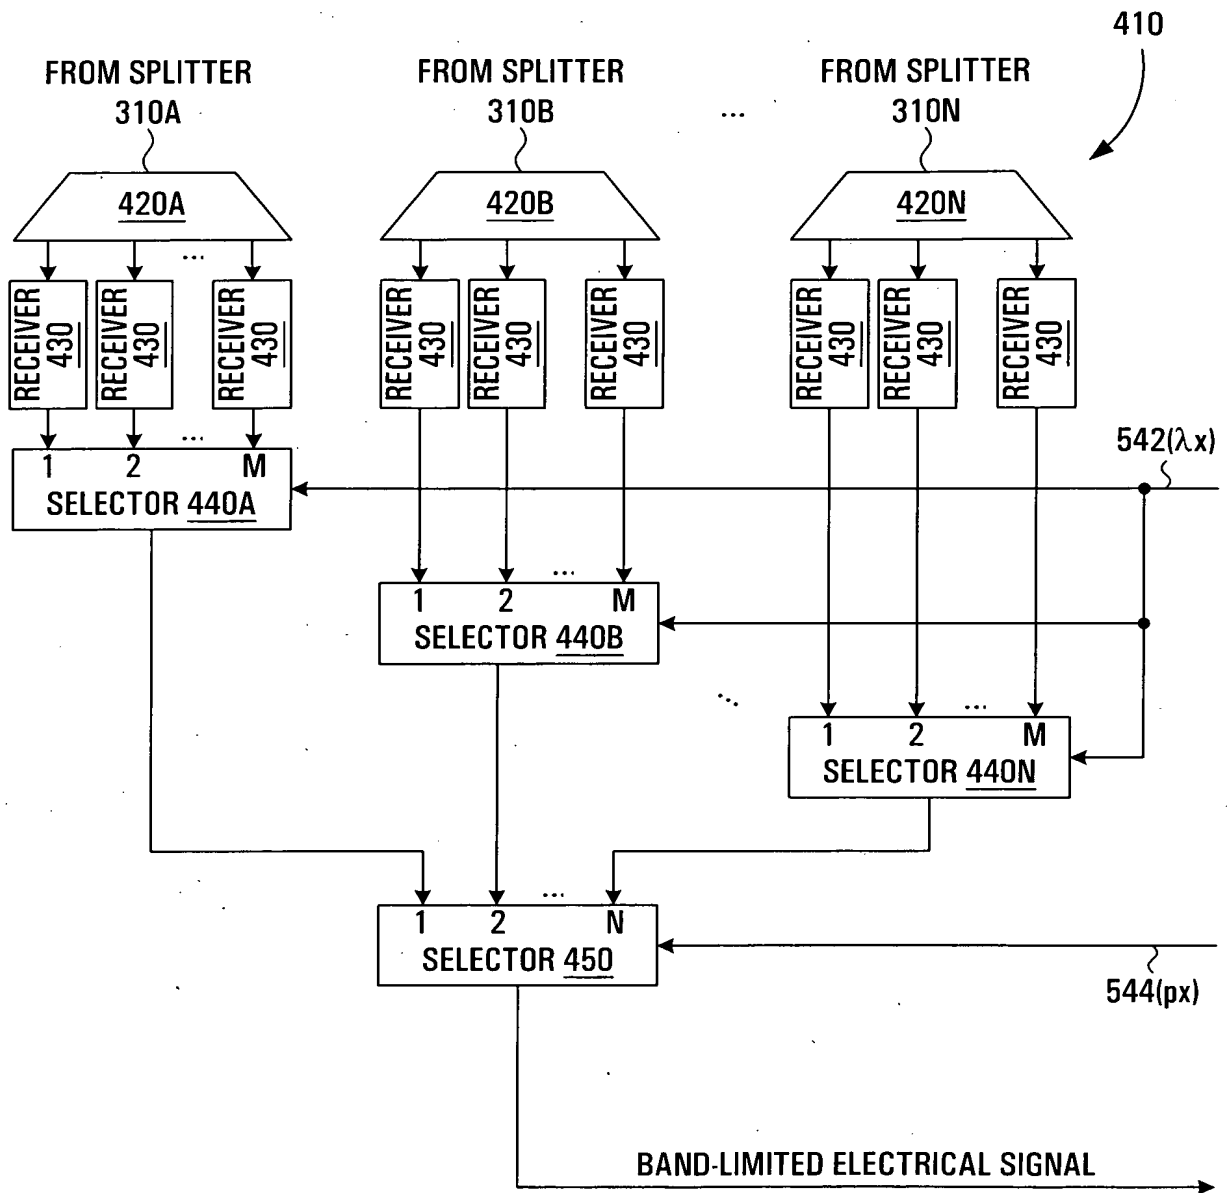 410
FROM SPLITTER
310A
FROM SPLITTER
310B
...
FROM SPLITTER
310N
420A
420B
420N
...
RECEIVER 430
RECEIVER 430
RECEIVER 430
RECEIVER 430
RECEIVER 430
RECEIVER 430
RECEIVER 430
RECEIVER 430
RECEIVER 430
...
1 2 M
SELECTOR 440A
542(λx)
...
1 2 M
SELECTOR 440B
...
...
1 2 M
SELECTOR 440N
...
1 2 N
SELECTOR 450
544(px)
BAND-LIMITED ELECTRICAL SIGNAL